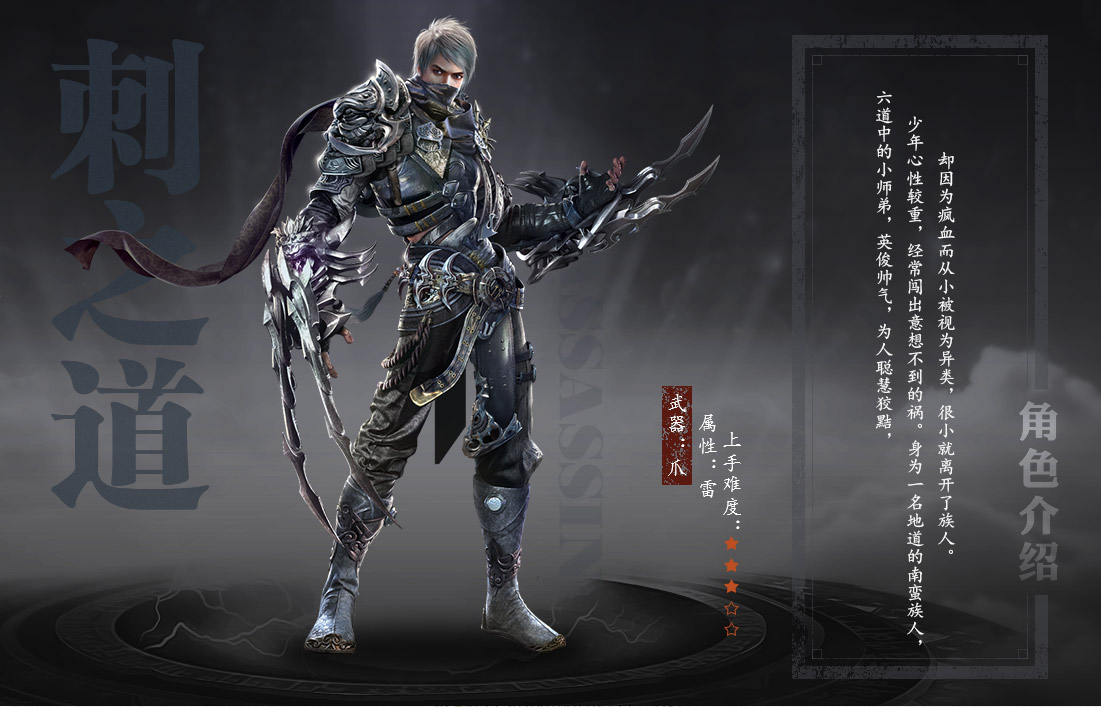 刺之道
ASSASSIN
武器：爪
属性：雷
上手难度：★★★☆☆
角色介绍
六道中的小师弟，英俊帅气，为人聪慧狡黠，
少年心性较重，经常闯出意想不到的祸。身为一名地道的南蛮族人，
却因为疯血而从小被视为异类，很小就离开了族人。